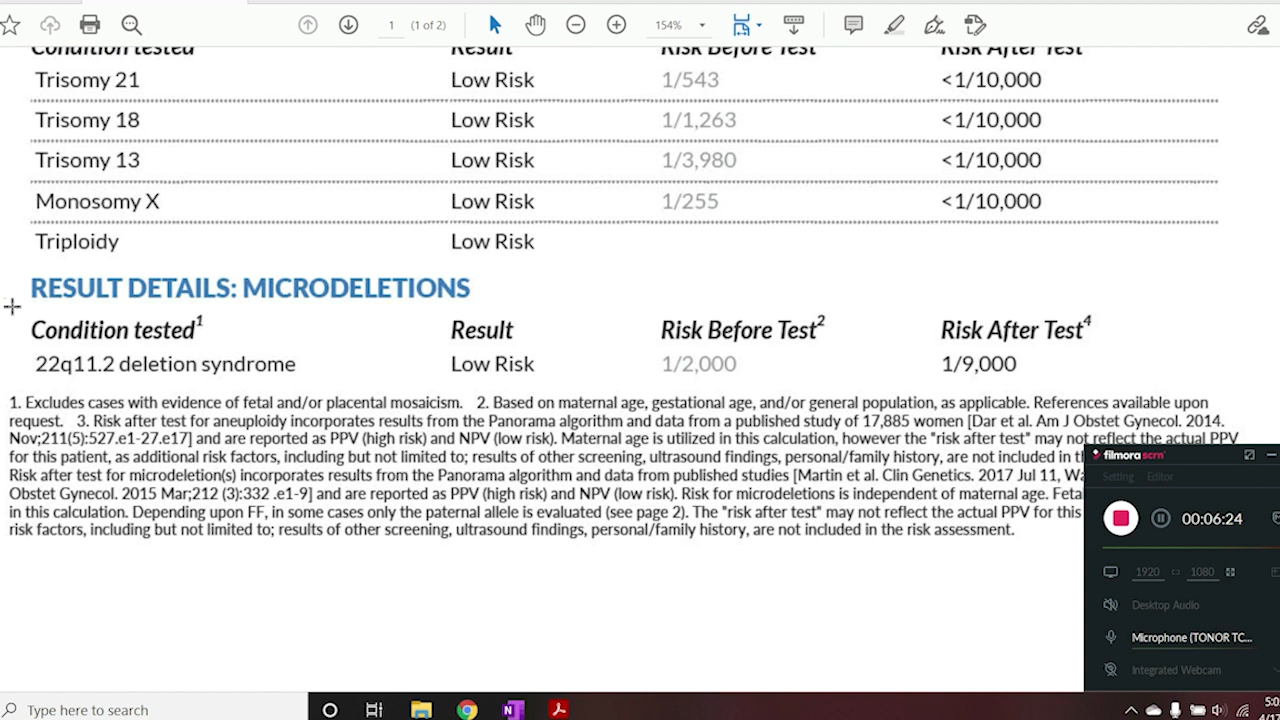 1 (1 of 2) 154%
Condition tested Result Risk Before Test Risk After Test
Trisomy 21 Low Risk 1/543 <1/10,000
Trisomy 18 Low Risk 1/1,263 <1/10,000
Trisomy 13 Low Risk 1/3,980 <1/10,000
Monosomy X Low Risk 1/255 <1/10,000
Triploidy Low Risk
RESULT DETAILS: MICRODELETIONS
Condition tested1 Result Risk Before Test2 Risk After Test4
22q11.2 deletion syndrome Low Risk 1/2,000 1/9,000
1. Excludes cases with evidence of fetal and/or placental mosaicism. 2. Based on maternal age, gestational age, and/or general population, as applicable. References available upon
request. 3. Risk after test for aneuploidy incorporates results from the Panorama algorithm and data from a published study of 17,885 women [Dar et al. Am J Obstet Gynecol. 2014.
Nov;211(5):527.e1-27.e17] and are reported as PPV (high risk) and NPV (low risk). Maternal age is utilized in this calculation, however the "risk after test" may not reflect the actual PPV
for this patient, as additional risk factors, including but not limited to; results of other screening, ultrasound findings, personal/family history, are not included in
Risk after test for microdeletion(s) incorporates results from the Panorama algorithm and data from published studies [Martin et al. Clin Genetics. 2017 Jul 11,
Obstet Gynecol. 2015 Mar;212 (3):332 .e1-9] and are reported as PPV (high risk) and NPV (low risk). Risk for microdeletions is independent of maternal age.
in this calculation. Depending upon FF, in some cases only the paternal allele is evaluated (see page 2). The "risk after test" may not reflect the actual PPV for this
risk factors, including but not limited to; results of other screening, ultrasound findings, personal/family history, are not included in the risk assessment.
filmora scrn
Setting Editor
00:06:24
1920 1080
Desktop Audio
Microphone (TONOR TC...
Integrated Webcam
Type here to search